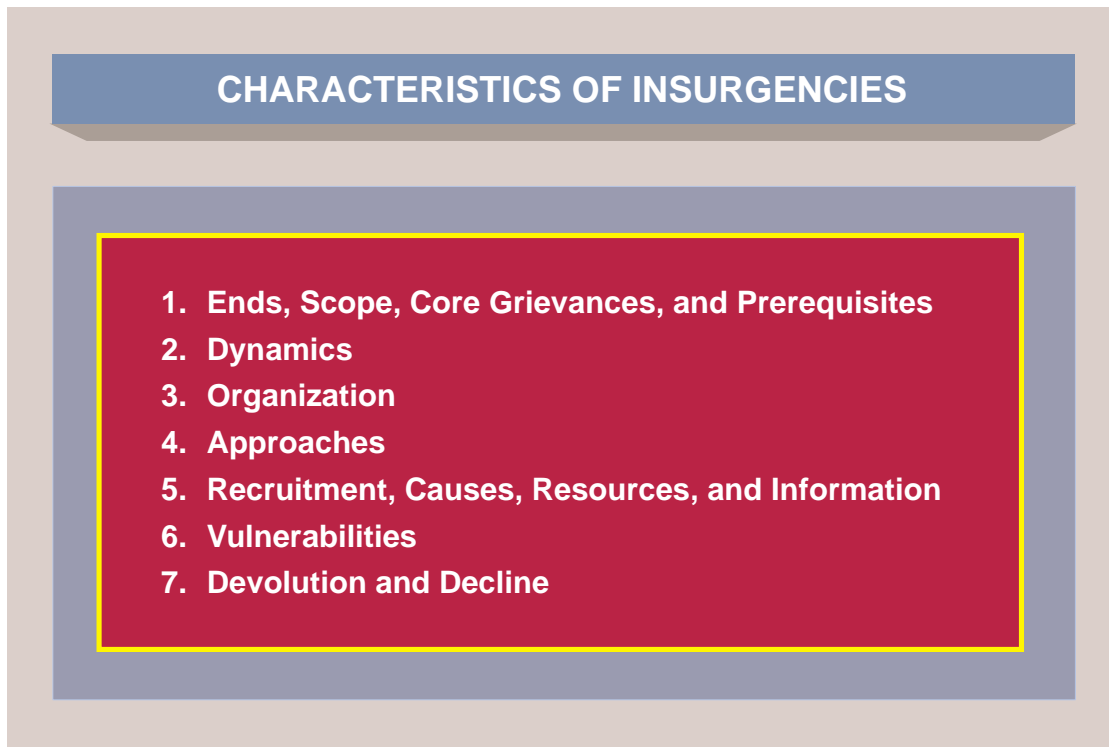 CHARACTERISTICS OF INSURGENCIES
1. Ends, Scope, Core Grievances, and Prerequisites
2. Dynamics
3. Organization
4. Approaches
5. Recruitment, Causes, Resources, and Information
6. Vulnerabilities
7. Devolution and Decline